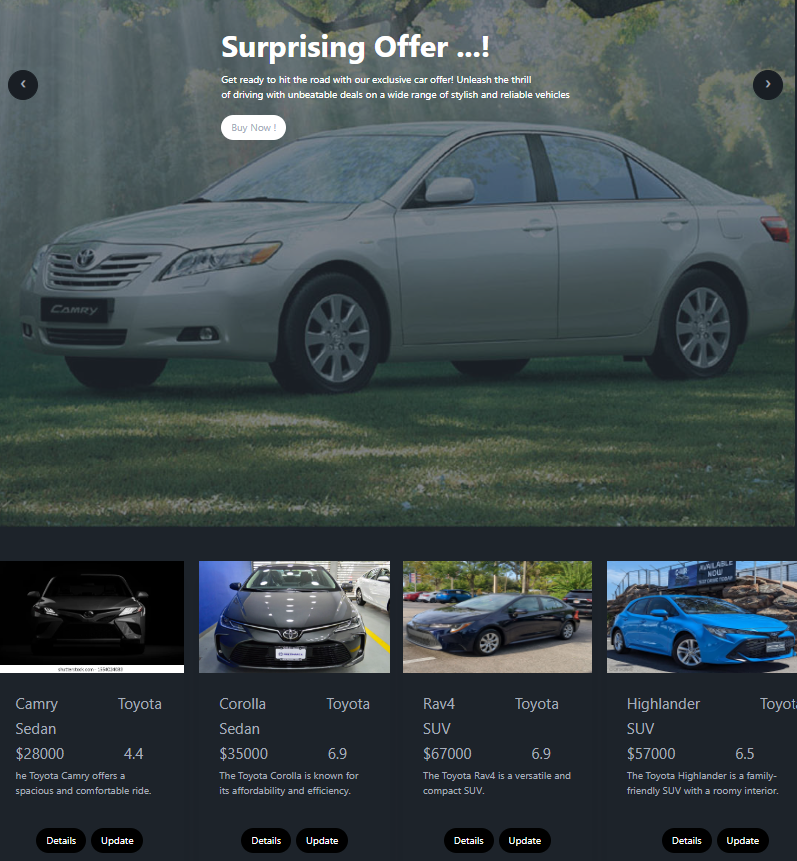 Surprising Offer ...!
Get ready to hit the road with our exclusive car offer! Unleash the thrill
of driving with unbeatable deals on a wide range of stylish and reliable vehicles
‹
›
Buy Now !
CAMRY
shutterstock.com
AVAILABLE
NOW
Camry Toyota
Sedan
$28000 4.4
he Toyota Camry offers a
spacious and comfortable ride.
Details Update
Corolla Toyota
Sedan
$35000 6.9
The Toyota Corolla is known for
its affordability and efficiency.
Details Update
Rav4 Toyota
SUV
$67000 6.9
The Toyota Rav4 is a versatile and
compact SUV.
Details Update
Highlander Toyot
SUV
$57000 6.5
The Toyota Highlander is a family-
friendly SUV with a roomy interior.
Details Update